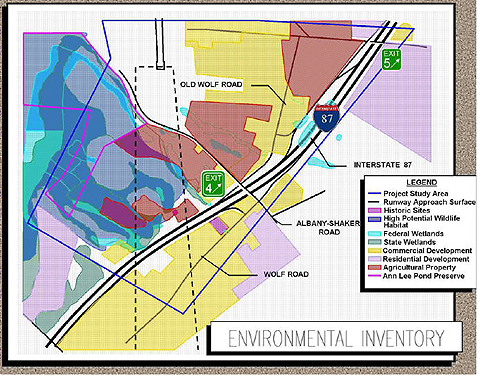 EXIT
5
OLD WOLF ROAD
INTERSTATE
87
INTERSTATE 87
EXIT
4
ALBANY-SHAKER
ROAD
WOLF ROAD
LEGEND
Project Study Area
Runway Approach Surface
Historic Sites
High Potential Wildlife
Habitat
Federal Wetlands
State Wetlands
Commercial Development
Residential Development
Agricultural Property
Ann Lee Pond Preserve
ENVIRONMENTAL INVENTORY